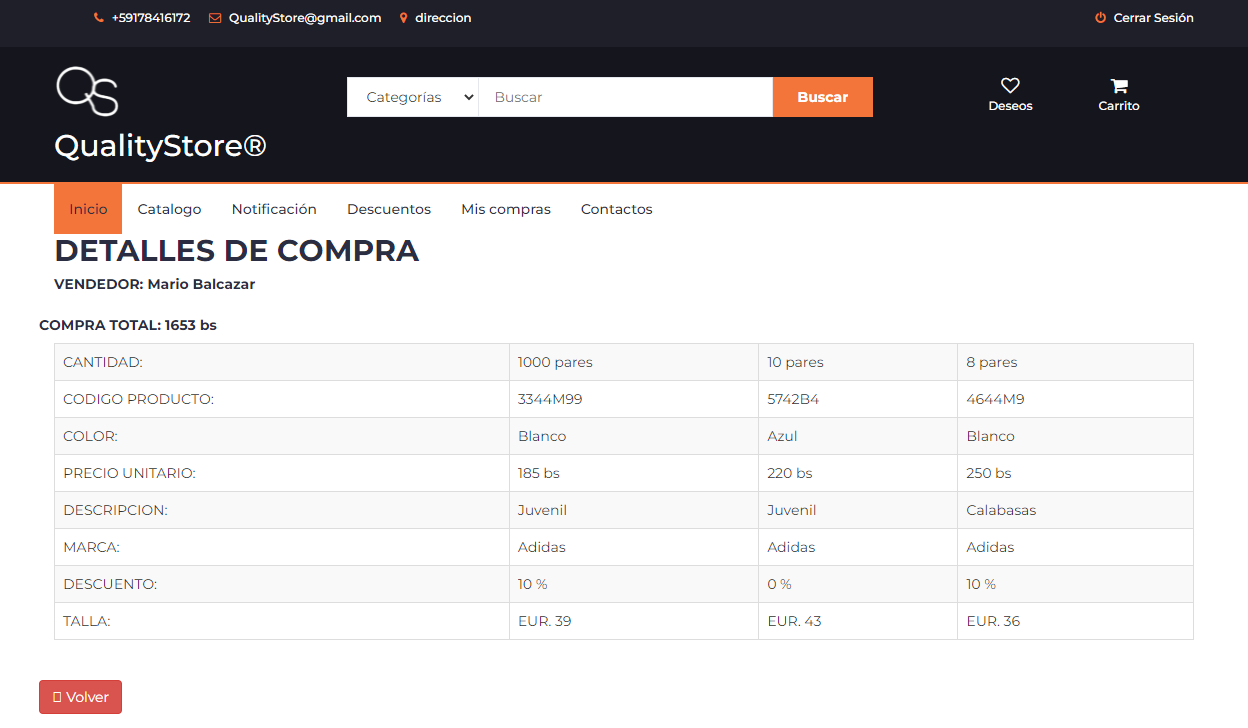 +59178416172 QualityStore@gmail.com direccion Cerrar Sesión
QS
Categorías Buscar Buscar
Deseos Carrito
QualityStore®
Inicio Catalogo Notificación Descuentos Mis compras Contactos
DETALLES DE COMPRA
VENDEDOR: Mario Balcazar
COMPRA TOTAL: 1653 bs
CANTIDAD: 1000 pares 10 pares 8 pares
CODIGO PRODUCTO: 3344M99 5742B4 4644M9
COLOR: Blanco Azul Blanco
PRECIO UNITARIO: 185 bs 220 bs 250 bs
DESCRIPCION: Juvenil Juvenil Calabasas
MARCA: Adidas Adidas Adidas
DESCUENTO: 10 % 0 % 10 %
TALLA: EUR. 39 EUR. 43 EUR. 36
Volver